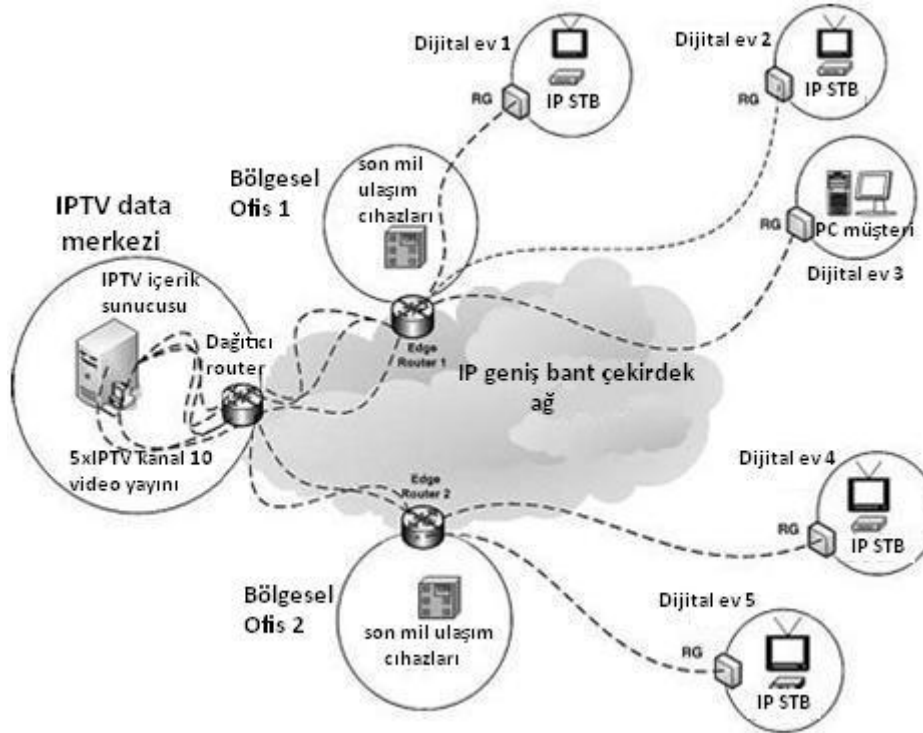 Dijital ev 1
RG
IP STB
Dijital ev 2
RG
IP STB
Bölgesel
Ofis 1
son mil
ulaşım
cıhazları
RG
PC müşteri
Dijital ev 3
IPTV data
merkezi
IPTV içerik
sunucusu
Dağıtıcı
router
5xIPTV kanal 10
video yayını
Edge
Router 1
IP geniş bant çekirdek
ağ
Edge
Router 2
Dijital ev 4
RG
IP STB
Bölgesel
Ofis 2
son mil ulaşım
cıhazları
Dijital ev 5
RG
IP STB